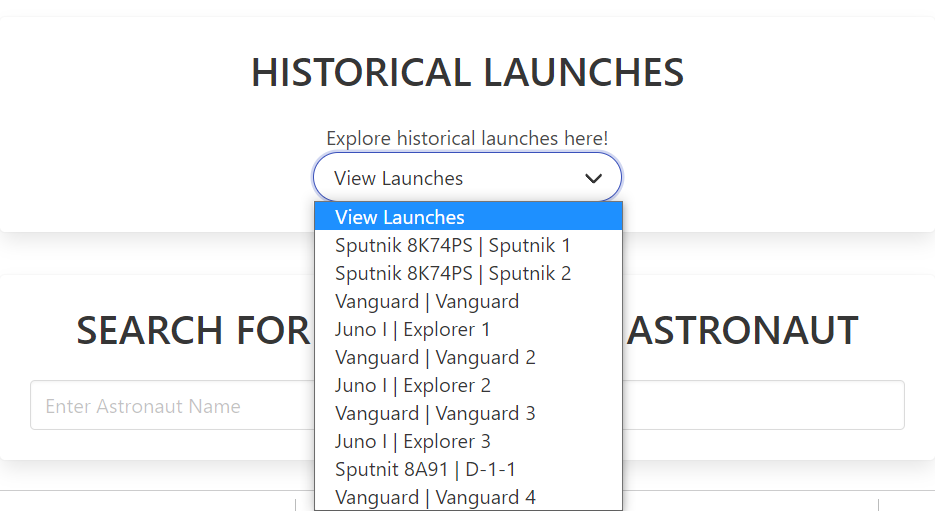 HISTORICAL LAUNCHES
Explore historical launches here!
View Launches
View Launches
Sputnik 8K74PS | Sputnik 1
Sputnik 8K74PS | Sputnik 2
Vanguard | Vanguard
Juno I | Explorer 1
Vanguard | Vanguard 2
Juno I | Explorer 2
Vanguard | Vanguard 3
Juno I | Explorer 3
Sputnit 8A91 | D-1-1
Vanguard | Vanguard 4
SEARCH FOR ASTRONAUT
Enter Astronaut Name